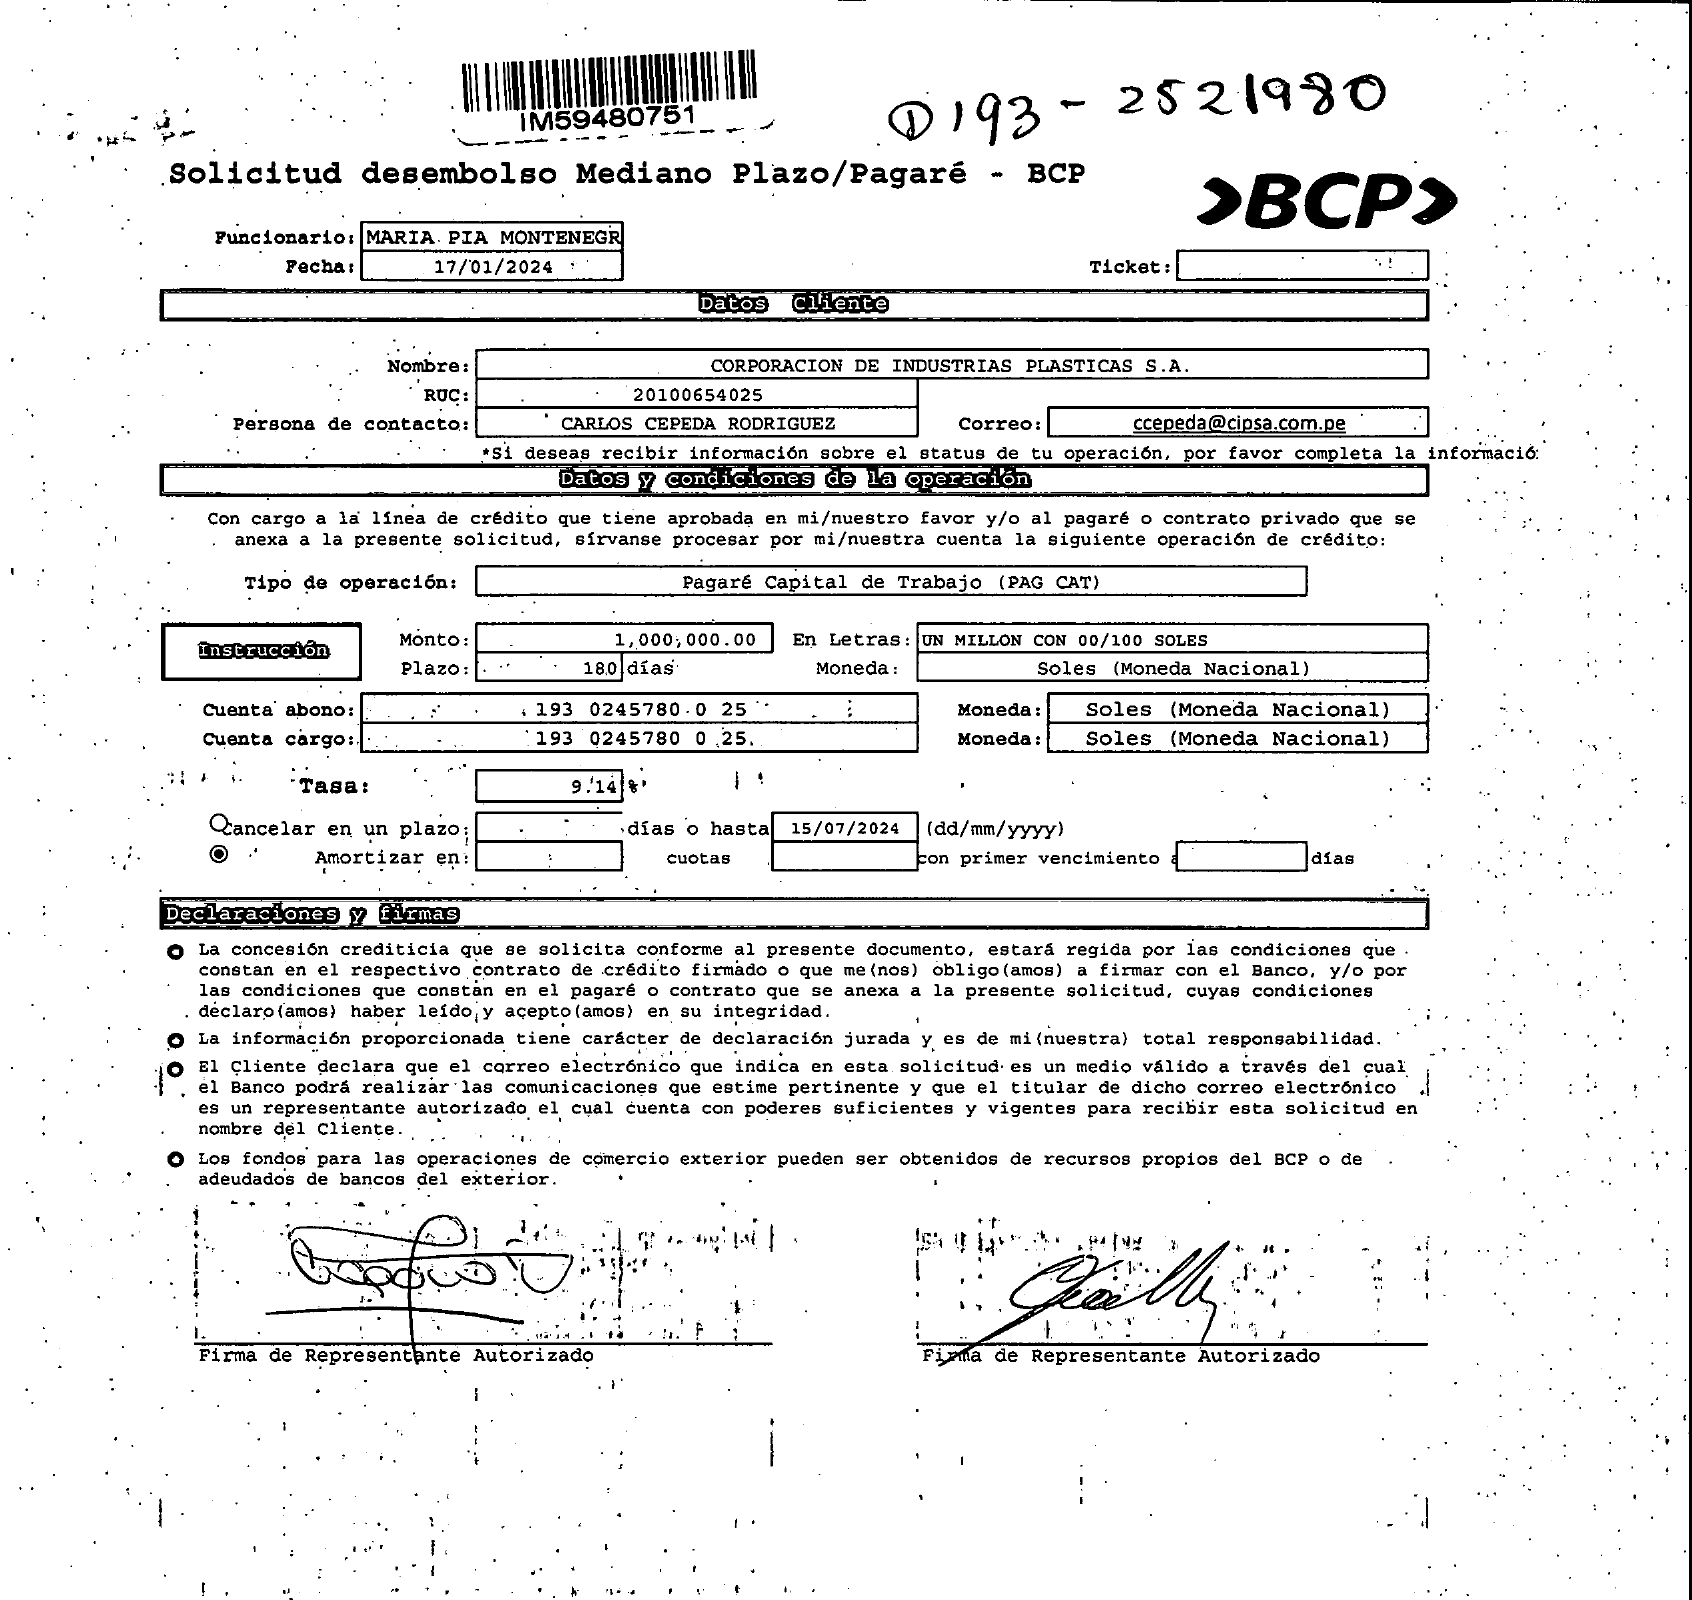 IM59480751
D193-2521980
Solicitud desembolso Mediano Plazo/Pagaré - BCP
BCP
Funcionario: MARIA PIA MONTENEGR
Fecha: 17/01/2024 Ticket:
Datos Cliente
Nombre: CORPORACION DE INDUSTRIAS PLASTICAS S.A.
RUC: 20100654025
Persona de contacto: CARLOS CEPEDA RODRIGUEZ Correo: ccepeda@cipsa.com.pe
*Si deseas recibir información sobre el status de tu operación, por favor completa la informació
Datos y condiciones de la operación
Con cargo a la línea de crédito que tiene aprobada en mi/nuestro favor y/o al pagaré o contrato privado que se
anexa a la presente solicitud, sírvanse procesar por mi/nuestra cuenta la siguiente operación de crédito:
Tipo de operación: Pagaré Capital de Trabajo (PAG CAT)
Instrucción
Monto: 1,000,000.00 En Letras: UN MILLON CON 00/100 SOLES
Plazo: 180 días Moneda: Soles (Moneda Nacional)
Cuenta abono: 193 0245780 0 25 Moneda: Soles (Moneda Nacional)
Cuenta cargo: 193 0245780 0 25 Moneda: Soles (Moneda Nacional)
Tasa: 9.14 %
Cancelar en un plazo: días o hasta 15/07/2024 (dd/mm/yyyy)
Amortizar en: cuotas con primer vencimiento a días
Declaraciones y firmas
La concesión crediticia que se solicita conforme al presente documento, estará regida por las condiciones que
constan en el respectivo contrato de crédito firmado o que me(nos) obligo(amos) a firmar con el Banco, y/o por
las condiciones que constan en el pagaré o contrato que se anexa a la presente solicitud, cuyas condiciones
declaro(amos) haber leído y acepto(amos) en su integridad.
La información proporcionada tiene carácter de declaración jurada y es de mi(nuestra) total responsabilidad.
El Cliente declara que el correo electrónico que indica en esta solicitud es un medio válido a través del cual
el Banco podrá realizar las comunicaciones que estime pertinente y que el titular de dicho correo electrónico
es un representante autorizado el cual cuenta con poderes suficientes y vigentes para recibir esta solicitud en
nombre del Cliente.
Los fondos para las operaciones de comercio exterior pueden ser obtenidos de recursos propios del BCP o de
adeudados de bancos del exterior.
Firma de Representante Autorizado Firma de Representante Autorizado